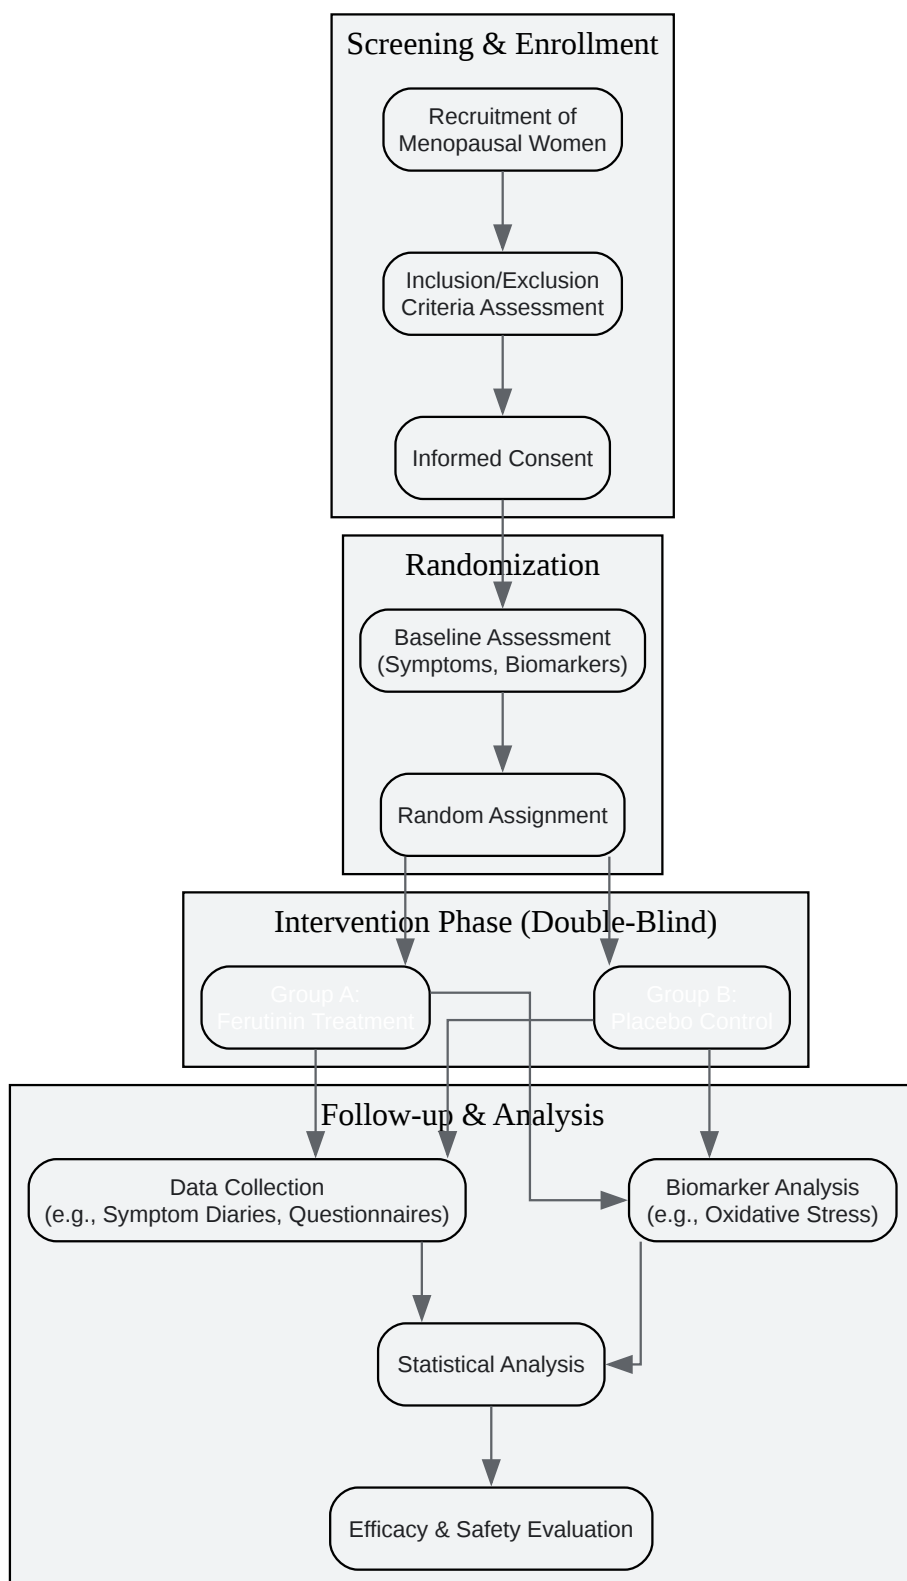 Screening & Enrollment
Recruitment of
Menopausal Women
Inclusion/Exclusion
Criteria Assessment
Informed Consent
Randomization
Baseline Assessment
(Symptoms, Biomarkers)
Random Assignment
Intervention Phase (Double-Blind)
Group A:
Ferutinin Treatment
Group B:
Placebo Control
Follow-up & Analysis
Data Collection
(e.g., Symptom Diaries, Questionnaires)
Biomarker Analysis
(e.g., Oxidative Stress)
Statistical Analysis
Efficacy & Safety Evaluation